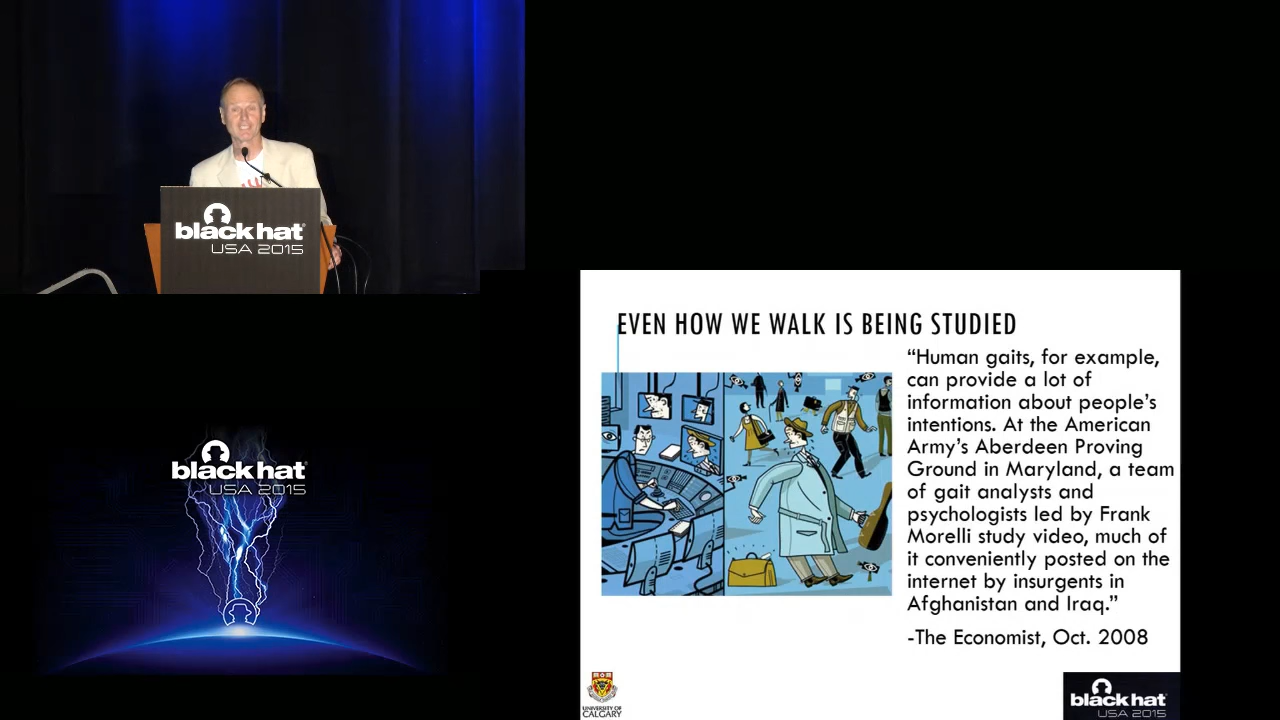 black hat
USA 2015
EVEN HOW WE WALK IS BEING STUDIED
“Human gaits, for example,
can provide a lot of
information about people’s
intentions. At the American
Army’s Aberdeen Proving
Ground in Maryland, a team
of gait analysts and
psychologists led by Frank
Morelli study video, much of
it conveniently posted on the
internet by insurgents in
Afghanistan and Iraq.”
-The Economist, Oct. 2008
black hat
USA 2015
UNIVERSITY OF
CALGARY
black hat
USA 2015